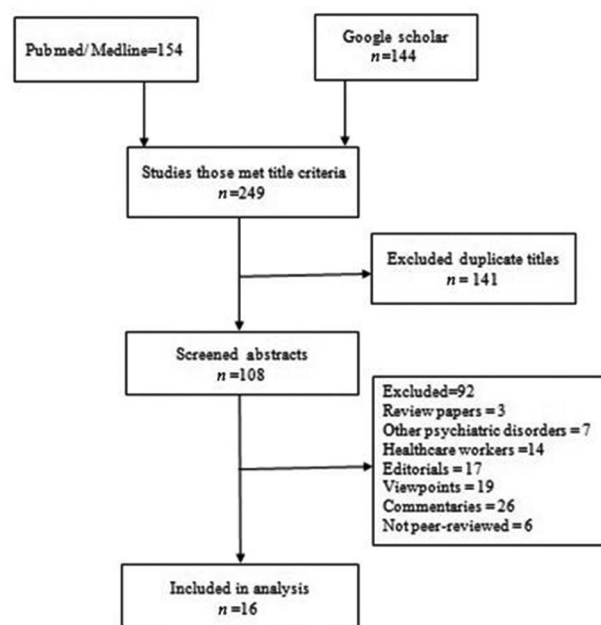 Pubmed/ Medline=154
Google scholar
n=144
Studies those met title criteria
n=249
Excluded duplicate titles
n = 141
Screened abstracts
n =108
Excluded=92
Review papers = 3
Other psychiatric disorders = 7
Healthcare workers =14
Editorials = 17
Viewpoints = 19
Commentaries = 26
Not peer-reviewed = 6
Included in analysis
n =16